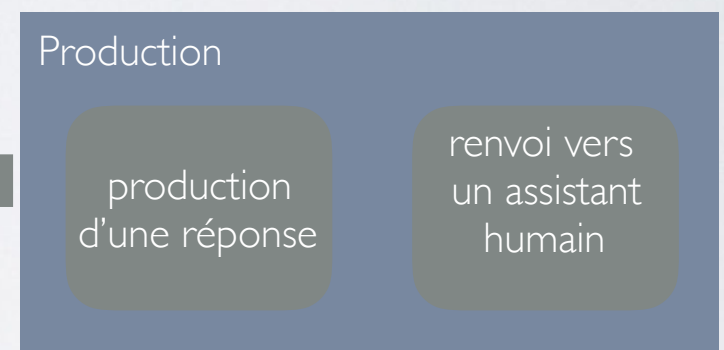 Production
production
d’une réponse
renvoi vers
un assistant
humain